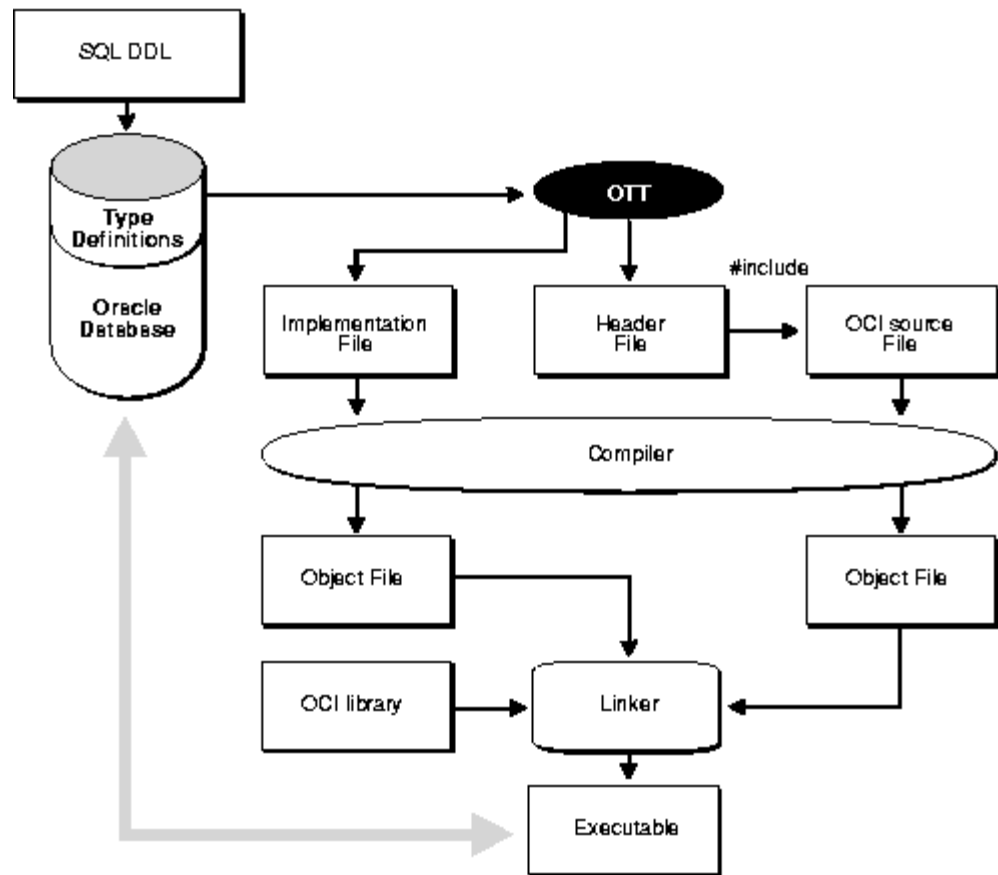 SQL DDL
OTT
Type
Definitions
Oracle
Database
#include
Implementation
File
Header
File
OCI source
File
Compiler
Object File
Object File
OCI library
Linker
Executable